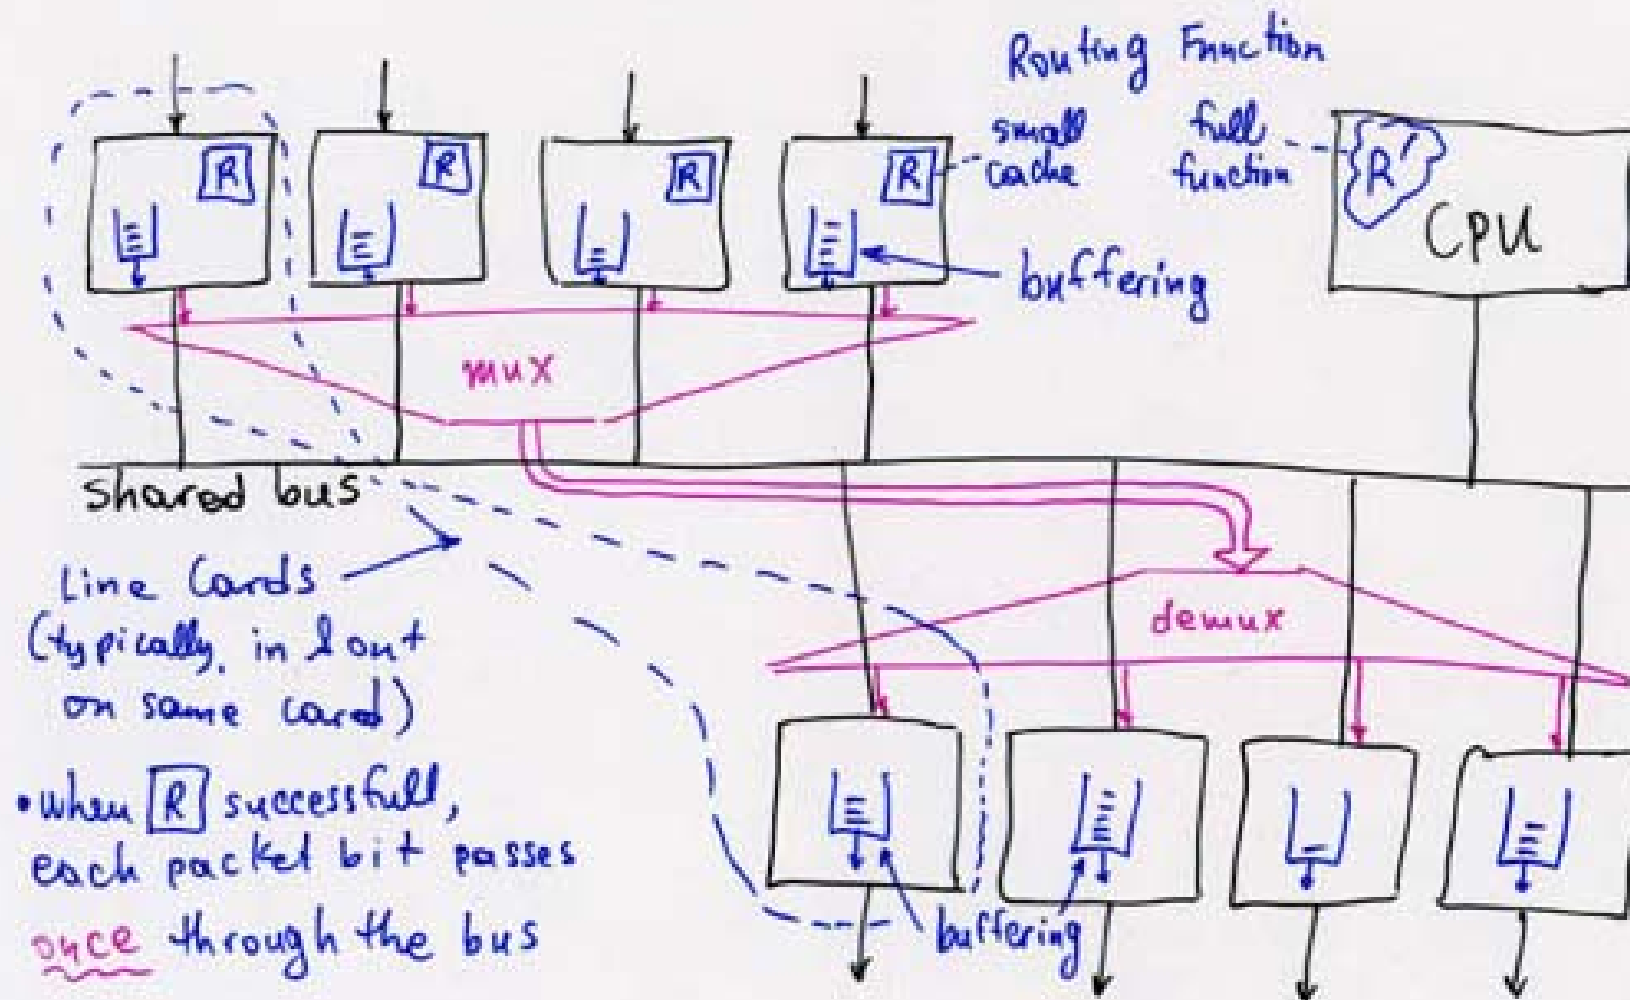 Routing Function
small cache
full function
R
R
R
R
R'
CPU
buffering
mux
shared bus
Line Cards
(typically, in & out
on same card)
demux
• when R successfull,
each packet bit passes
once through the bus
buffering